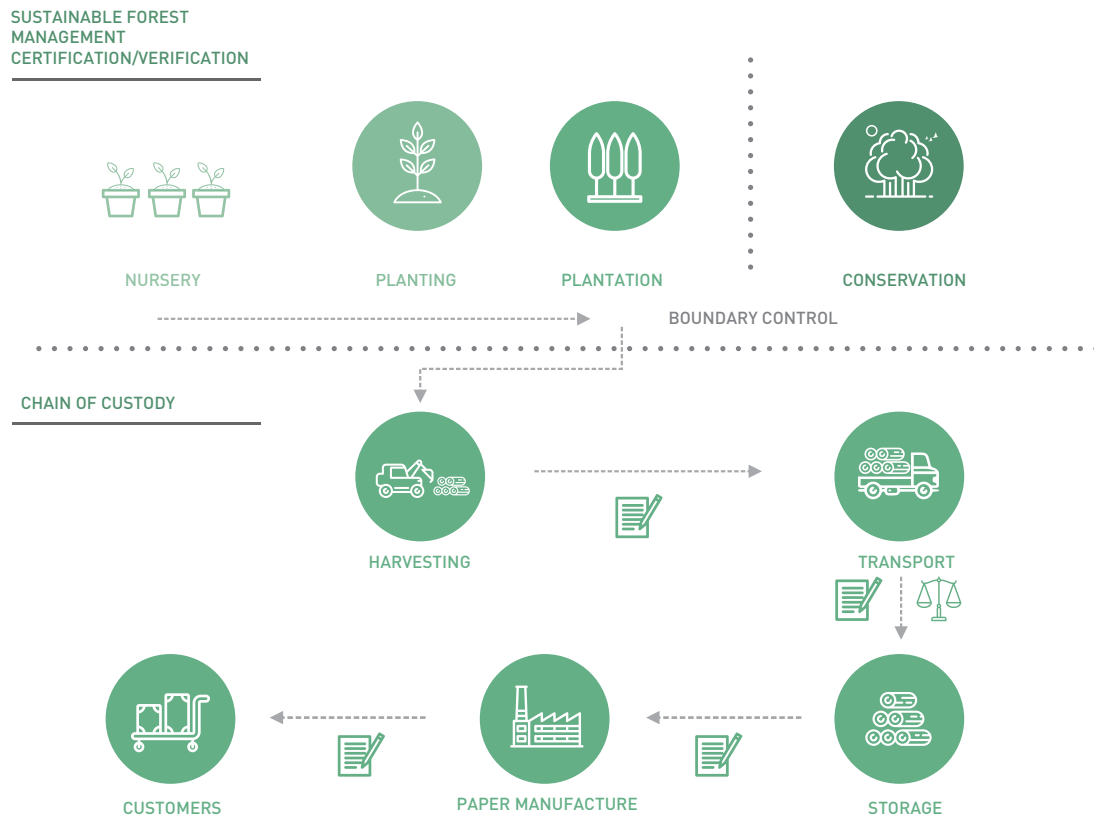 SUSTAINABLE FOREST
MANAGEMENT
CERTIFICATION/VERIFICATION
NURSERY
PLANTING
PLANTATION
CONSERVATION
BOUNDARY CONTROL
CHAIN OF CUSTODY
HARVESTING
TRANSPORT
CUSTOMERS
PAPER MANUFACTURE
STORAGE